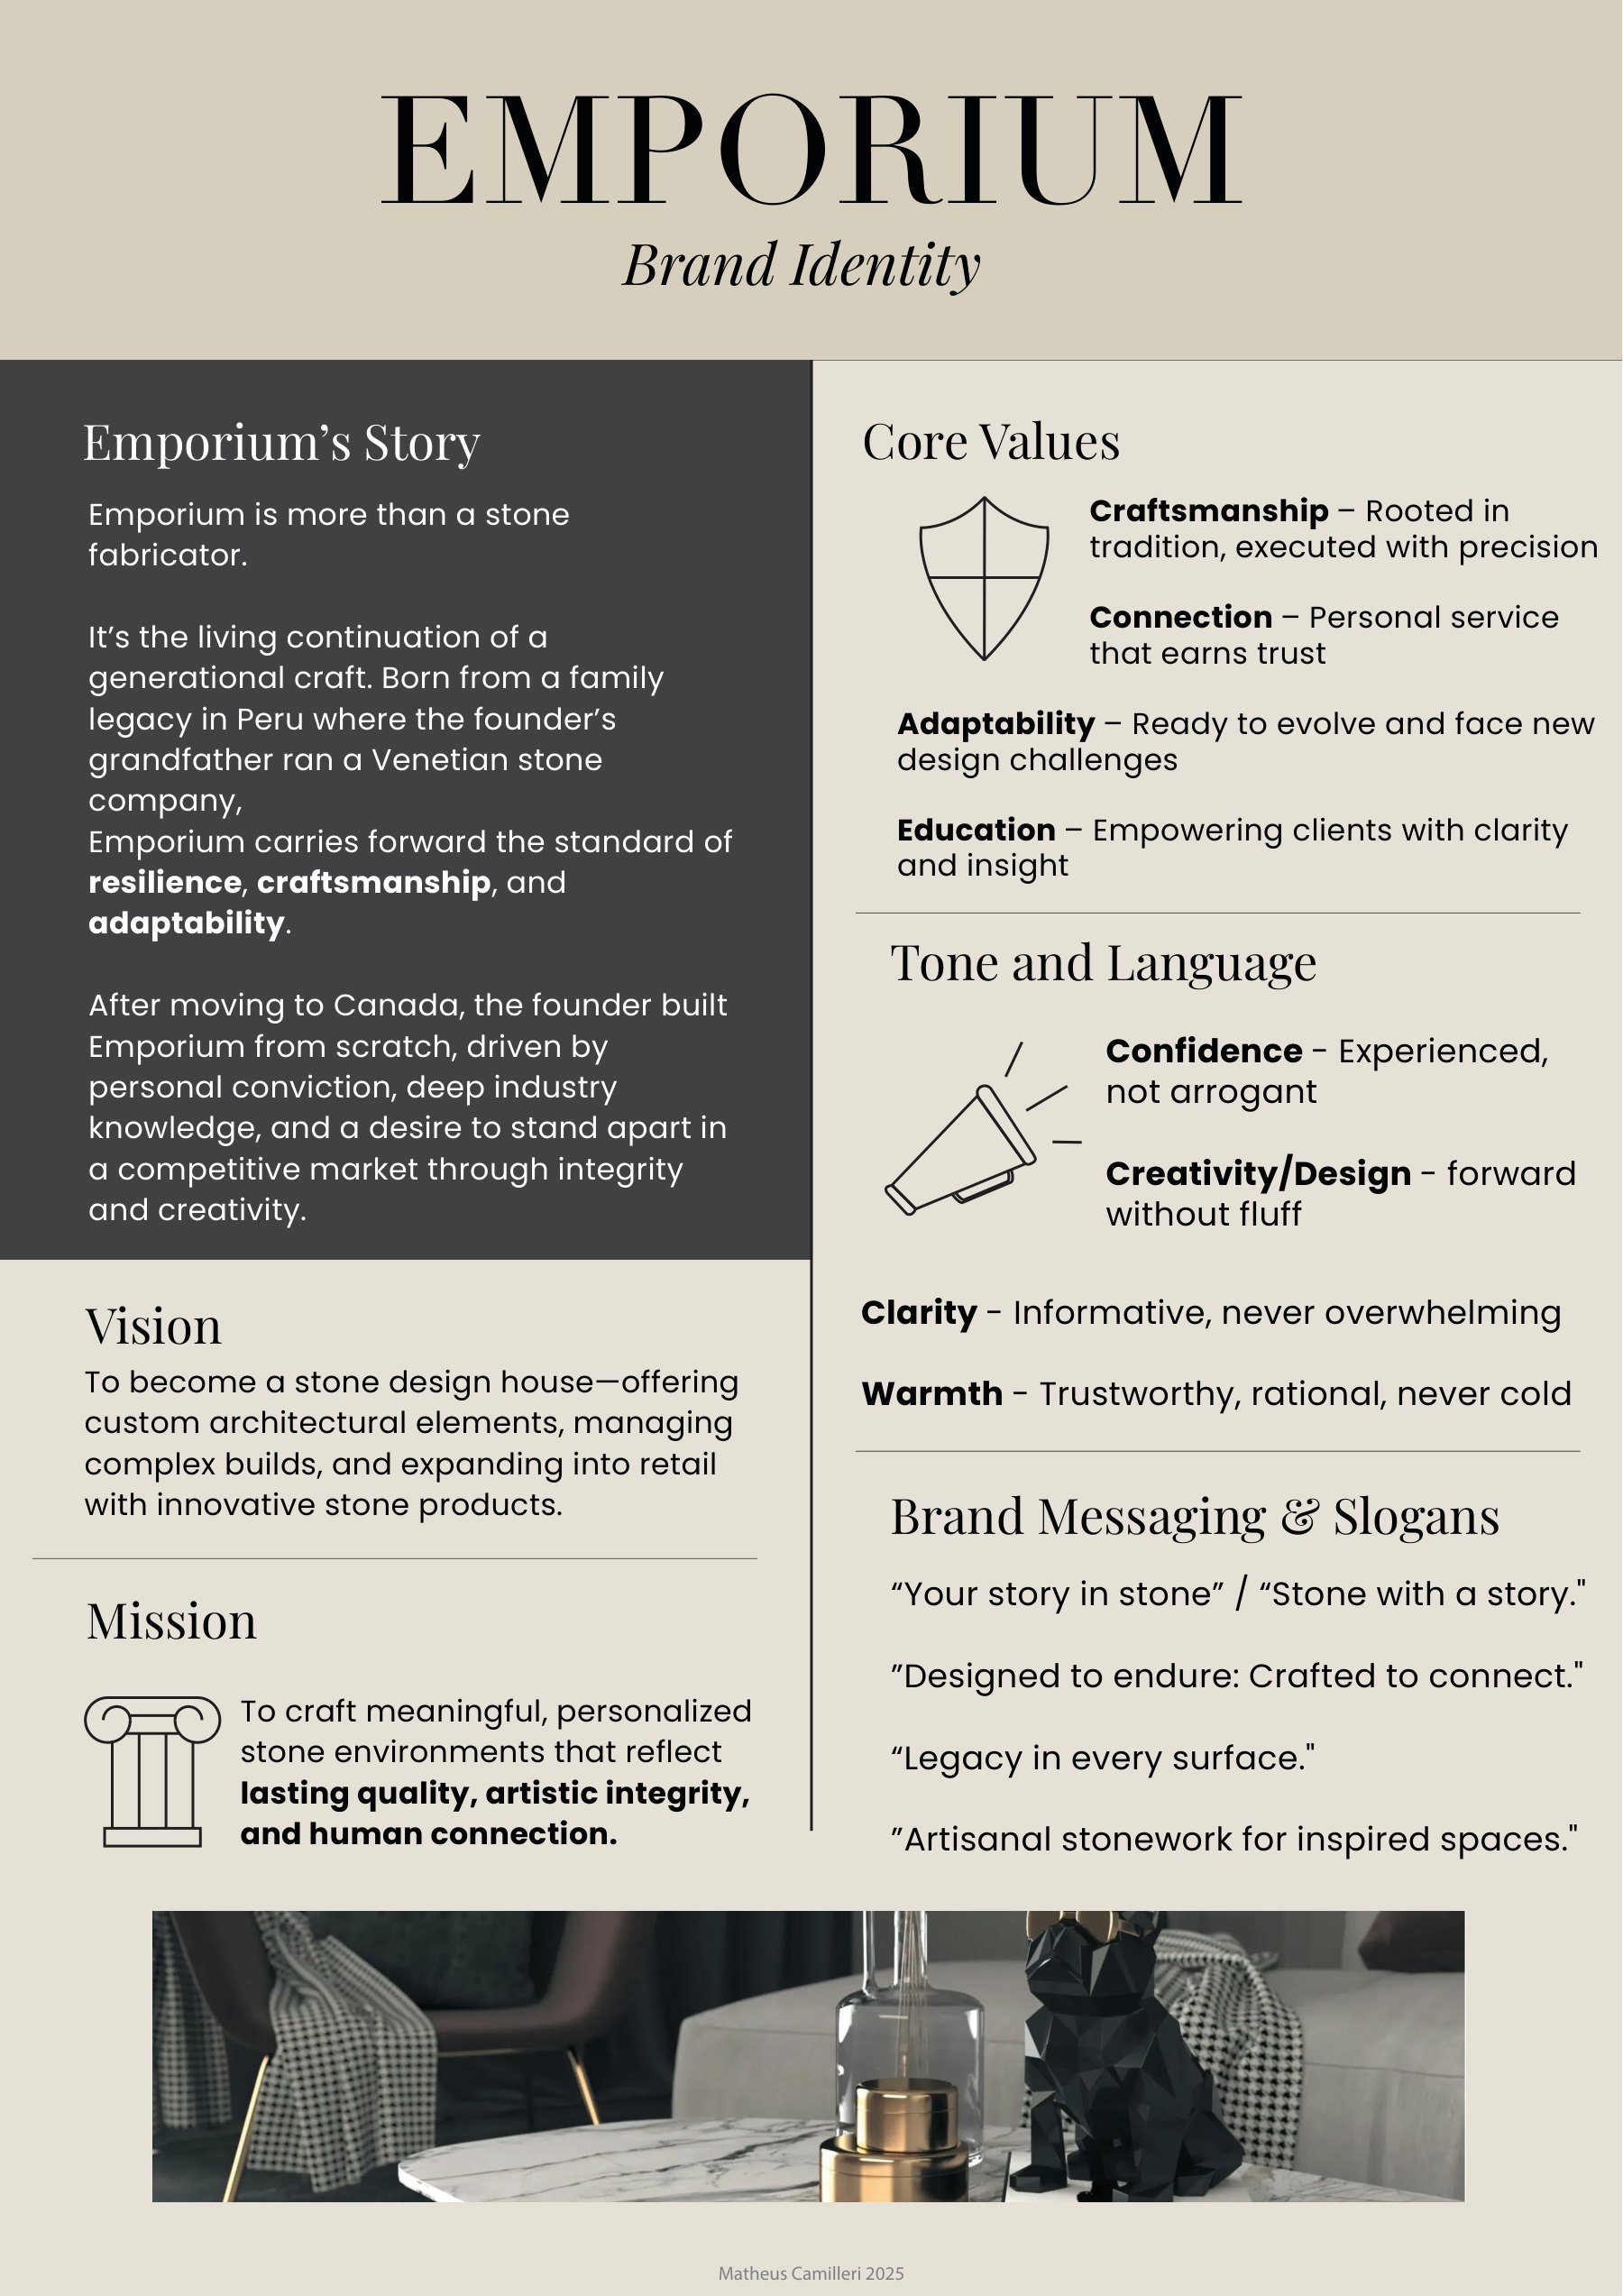 EMPORIUM
Brand Identity
Emporium’s Story
Emporium is more than a stone
fabricator.
It’s the living continuation of a
generational craft. Born from a family
legacy in Peru where the founder’s
grandfather ran a Venetian stone
company,
Emporium carries forward the standard of
resilience, craftsmanship, and
adaptability.
After moving to Canada, the founder built
Emporium from scratch, driven by
personal conviction, deep industry
knowledge, and a desire to stand apart in
a competitive market through integrity
and creativity.
Vision
To become a stone design house—offering
custom architectural elements, managing
complex builds, and expanding into retail
with innovative stone products.
Mission
To craft meaningful, personalized
stone environments that reflect
lasting quality, artistic integrity,
and human connection.
Core Values
Craftsmanship – Rooted in
tradition, executed with precision
Connection – Personal service
that earns trust
Adaptability – Ready to evolve and face new
design challenges
Education – Empowering clients with clarity
and insight
Tone and Language
Confidence - Experienced,
not arrogant
Creativity/Design - forward
without fluff
Clarity - Informative, never overwhelming
Warmth - Trustworthy, rational, never cold
Brand Messaging & Slogans
“Your story in stone” / “Stone with a story."
”Designed to endure: Crafted to connect."
“Legacy in every surface."
”Artisanal stonework for inspired spaces."
Matheus Camilleri 2025